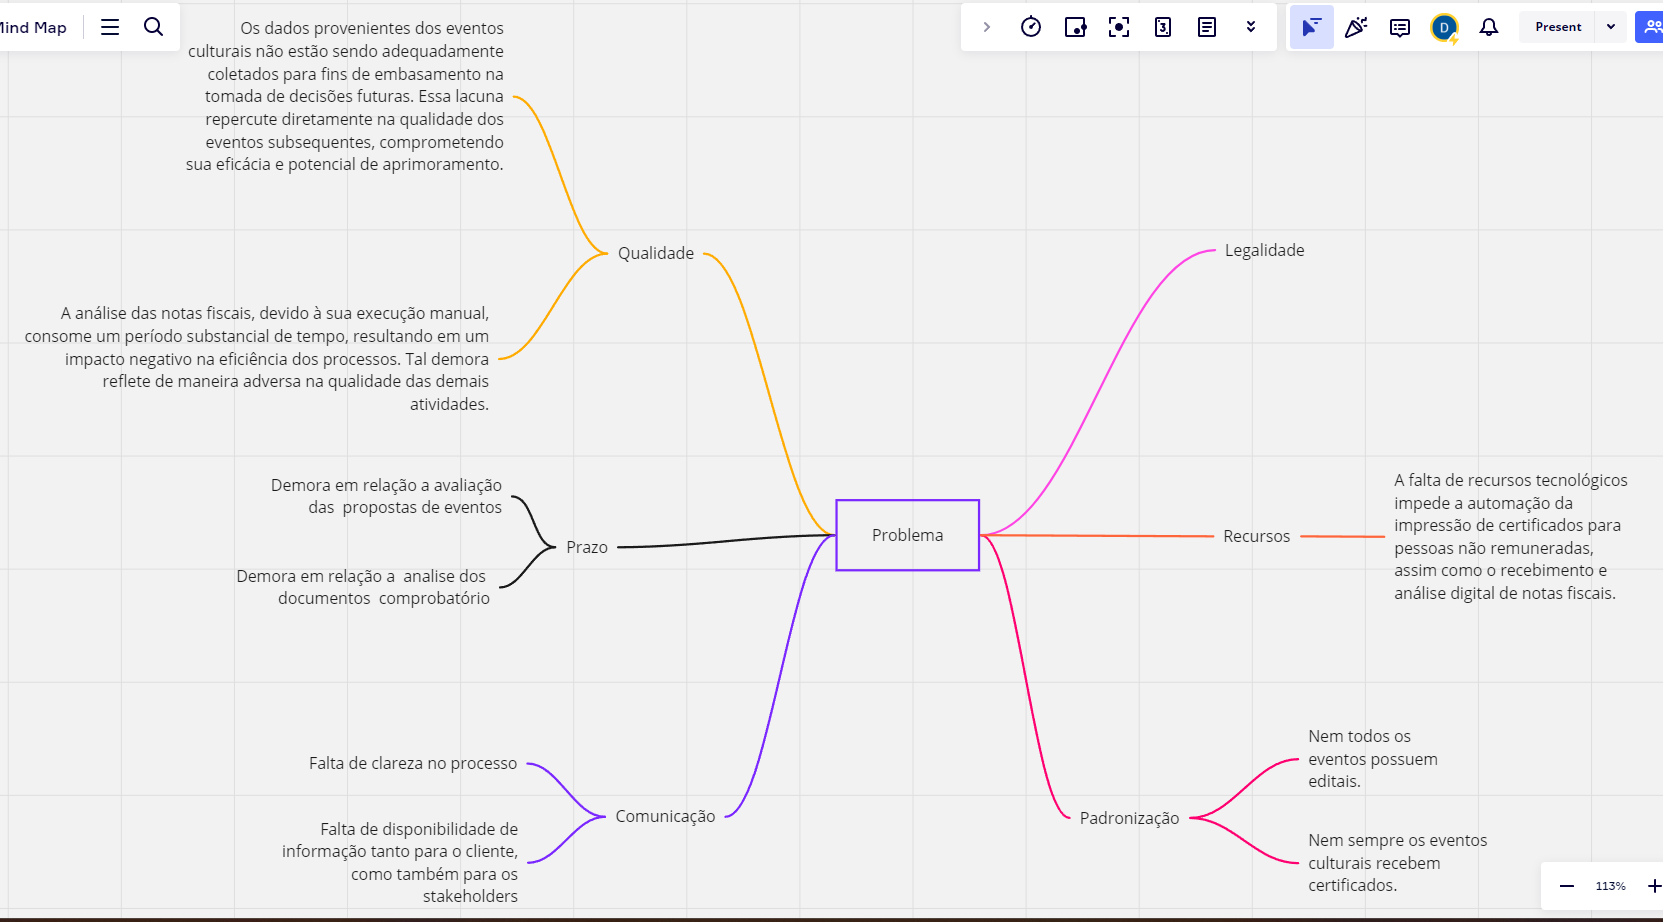 Mind Map
Present
D
3
Os dados provenientes dos eventos
culturais não estão sendo adequadamente
coletados para fins de embasamento na
tomada de decisões futuras. Essa lacuna
repercute diretamente na qualidade dos
eventos subsequentes, comprometendo
sua eficácia e potencial de aprimoramento.
Qualidade
A análise das notas fiscais, devido à sua execução manual,
consome um período substancial de tempo, resultando em um
impacto negativo na eficiência dos processos. Tal demora
reflete de maneira adversa na qualidade das demais
atividades.
Demora em relação a avaliação
das propostas de eventos
Prazo
Demora em relação a analise dos
documentos comprobatório
Falta de clareza no processo
Comunicação
Falta de disponibilidade de
informação tanto para o cliente,
como também para os
stakeholders
Problema
Legalidade
Recursos
A falta de recursos tecnológicos
impede a automação da
impressão de certificados para
pessoas não remuneradas,
assim como o recebimento e
análise digital de notas fiscais.
Padronização
Nem todos os
eventos possuem
editais.
Nem sempre os eventos
culturais recebem
certificados.
113%